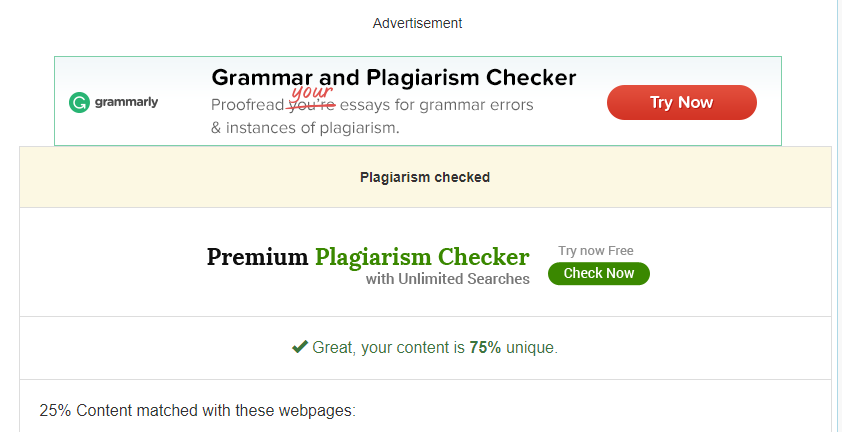 Advertisement
grammarly
Grammar and Plagiarism Checker
your
Proofread you're essays for grammar errors
& instances of plagiarism.
Try Now
Plagiarism checked
Premium Plagiarism Checker
with Unlimited Searches
Try now Free
Check Now
Great, your content is 75% unique.
25% Content matched with these webpages: